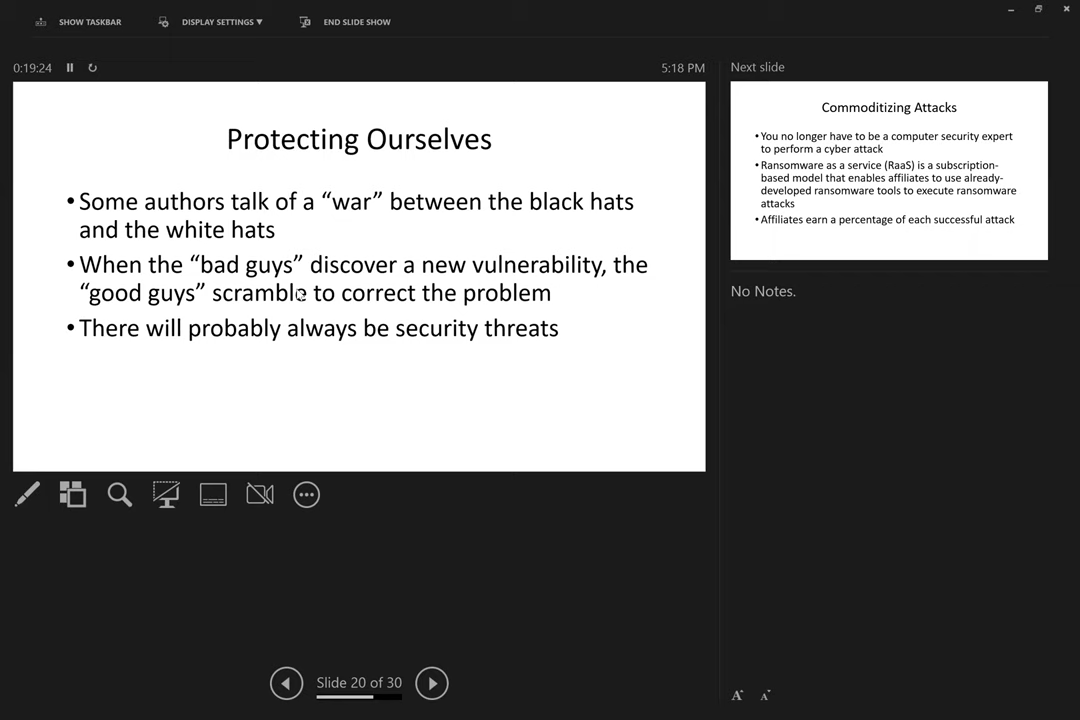 SHOW TASKBAR
DISPLAY SETTINGS ▼
END SLIDE SHOW
0:19:24
5:18 PM
Protecting Ourselves
• Some authors talk of a “war” between the black hats
and the white hats
• When the “bad guys” discover a new vulnerability, the
“good guys” scramble to correct the problem
• There will probably always be security threats
Slide 20 of 30
Next slide
Commoditizing Attacks
• You no longer have to be a computer security expert
to perform a cyber attack
• Ransomware as a service (RaaS) is a subscription-
based model that enables affiliates to use already-
developed ransomware tools to execute ransomware
attacks
• Affiliates earn a percentage of each successful attack
No Notes.
A
A